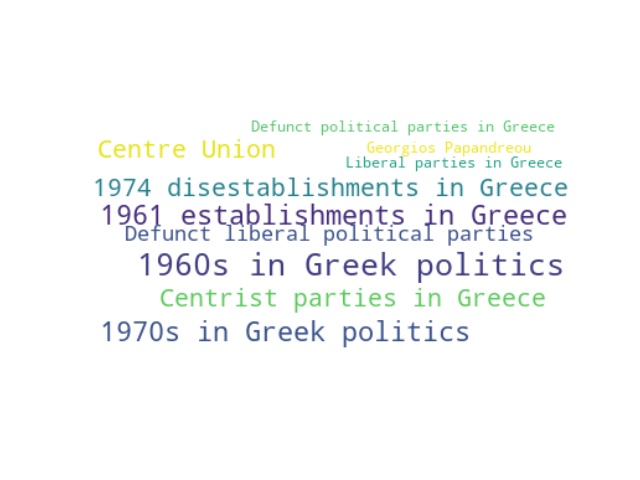 Defunct political parties in Greece
Centre Union
Georgios Papandreou
Liberal parties in Greece
1974 disestablishments in Greece
1961 establishments in Greece
Defunct liberal political parties
1960s in Greek politics
Centrist parties in Greece
1970s in Greek politics